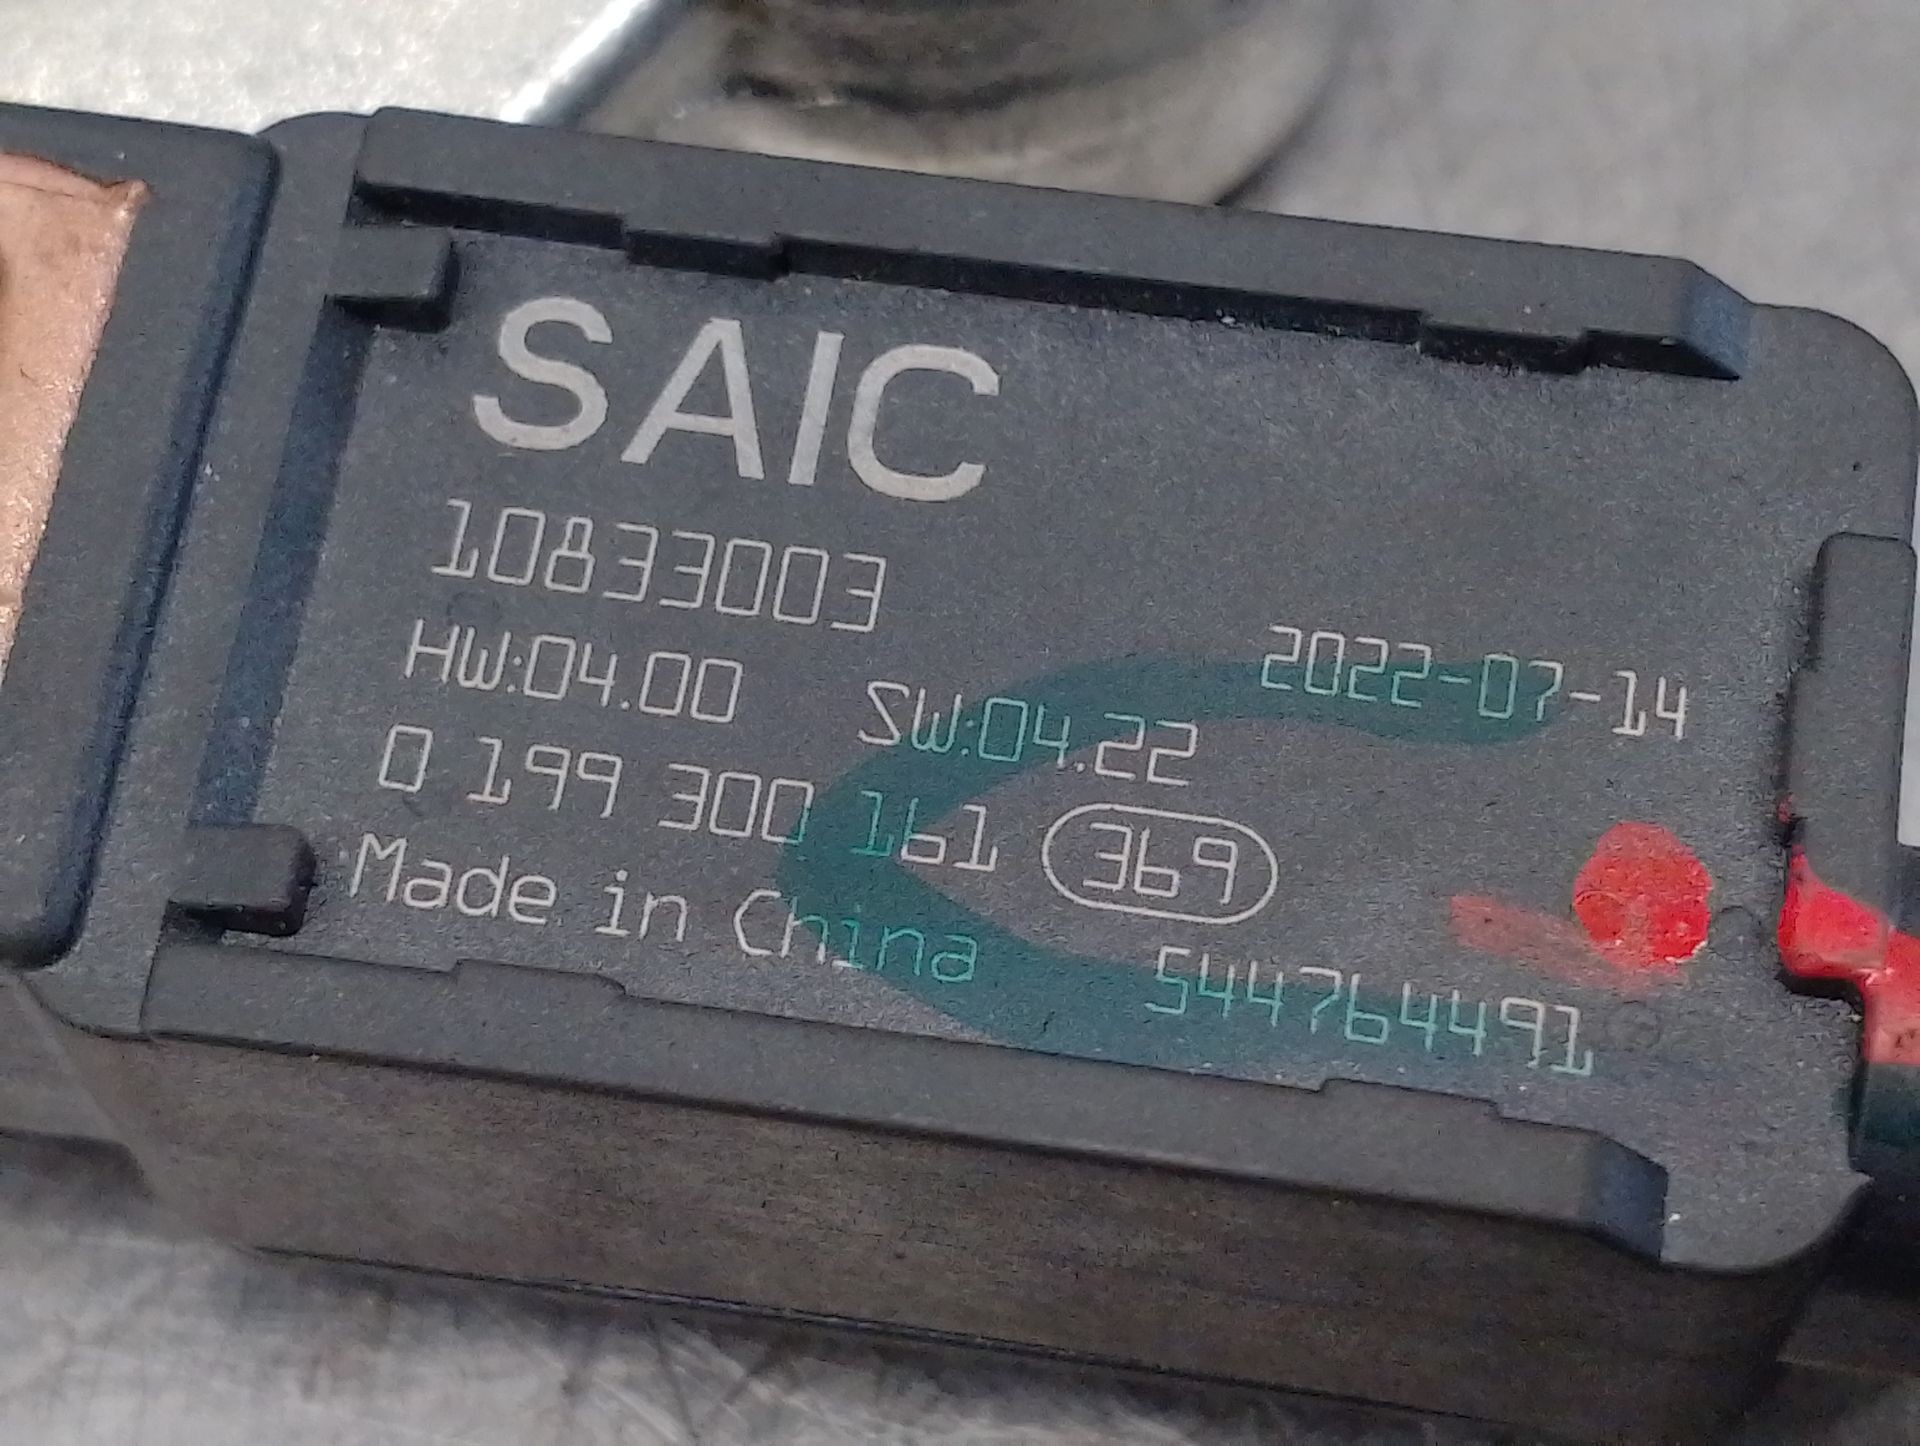 SAIC
10833003
HW:04.00 SW:04.22 2022-07-14
0 199 300 161 369
Made in China 544764491